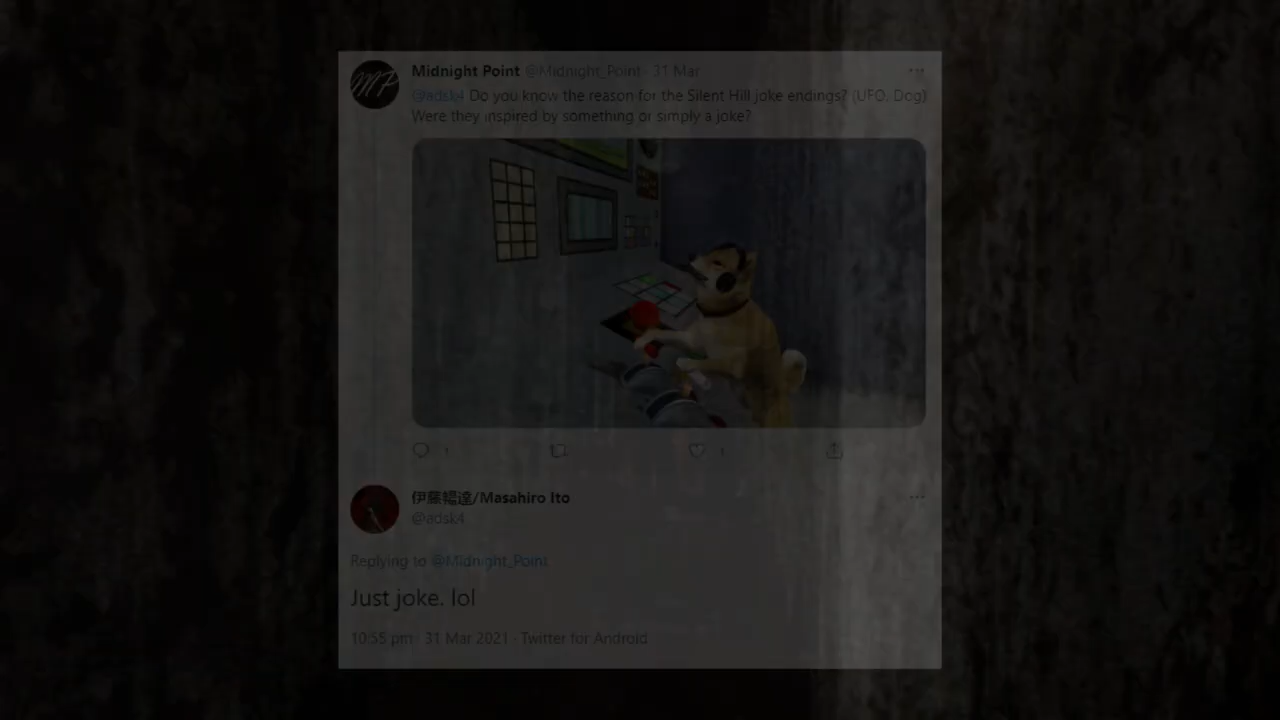 MP
Midnight Point @Midnight_Point · 31 Mar
@adsk4 Do you know the reason for the Silent Hill joke endings? (UFO, Dog)
Were they inspired by something or simply a joke?
1 1
伊藤暢達/Masahiro Ito
@adsk4
Replying to @Midnight_Point
Just joke. lol
10:55 pm · 31 Mar 2021 · Twitter for Android